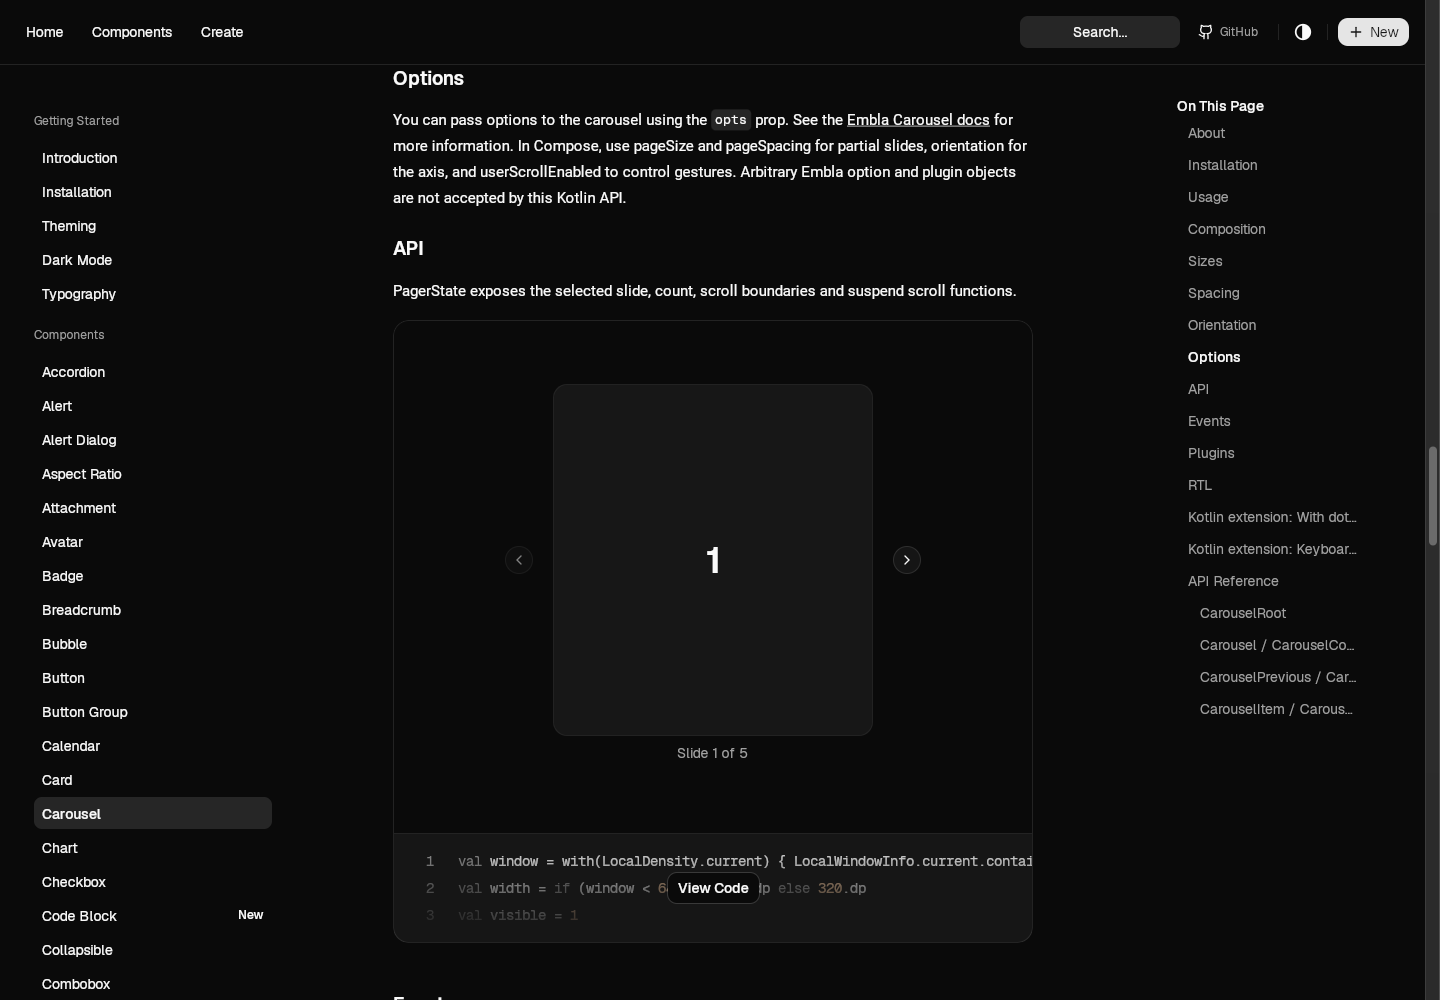 Home
Components
Create
Search...
GitHub
New
Getting Started
Introduction
Installation
Theming
Dark Mode
Typography
Components
Accordion
Alert
Alert Dialog
Aspect Ratio
Attachment
Avatar
Badge
Breadcrumb
Bubble
Button
Button Group
Calendar
Card
Carousel
Chart
Checkbox
Code Block New
Collapsible
Combobox
Options
You can pass options to the carousel using the opts prop. See the Embla Carousel docs for
more information. In Compose, use pageSize and pageSpacing for partial slides, orientation for
the axis, and userScrollEnabled to control gestures. Arbitrary Embla option and plugin objects
are not accepted by this Kotlin API.
API
PagerState exposes the selected slide, count, scroll boundaries and suspend scroll functions.
1
Slide 1 of 5
1 val window = with(LocalDensity.current) { LocalWindowInfo.current.contai
2 val width = if (window < 6 dp else 320.dp
View Code
3 val visible = 1
On This Page
About
Installation
Usage
Composition
Sizes
Spacing
Orientation
Options
API
Events
Plugins
RTL
Kotlin extension: With dot...
Kotlin extension: Keyboar...
API Reference
CarouselRoot
Carousel / CarouselCo...
CarouselPrevious / Car...
CarouselItem / Carous...